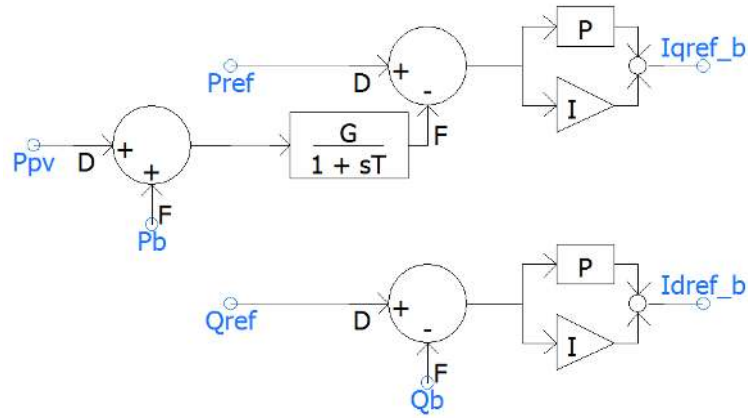 P
Iqref_b
Pref
D
+
-
I
G
1 + sT
F
Ppv
D
+
+
F
Pb
P
Idref_b
Qref
D
+
-
I
F
Qb